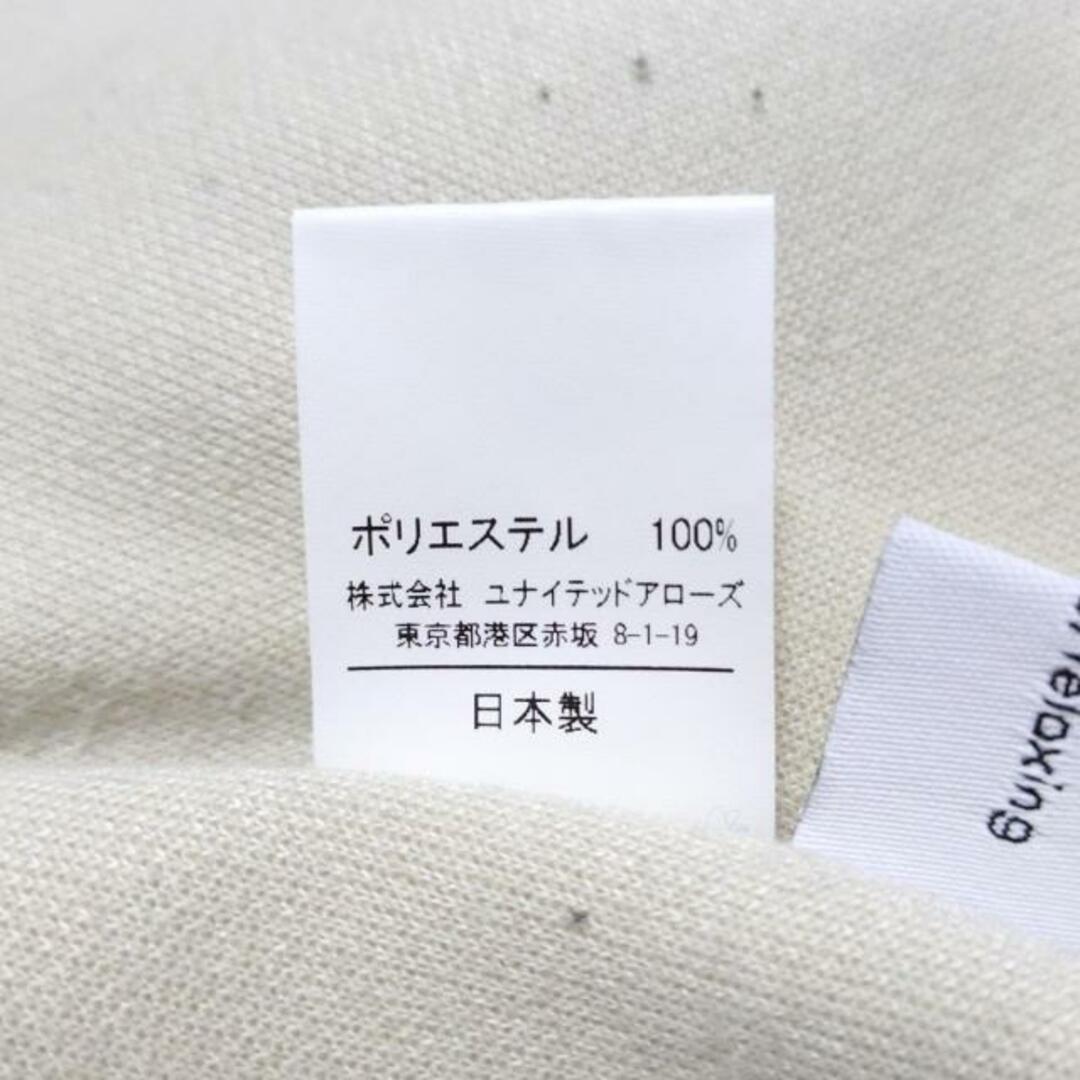 ポリエステル 100%
株式会社 ユナイテッドアローズ
東京都港区赤坂 8-1-19
日本製
relaxing